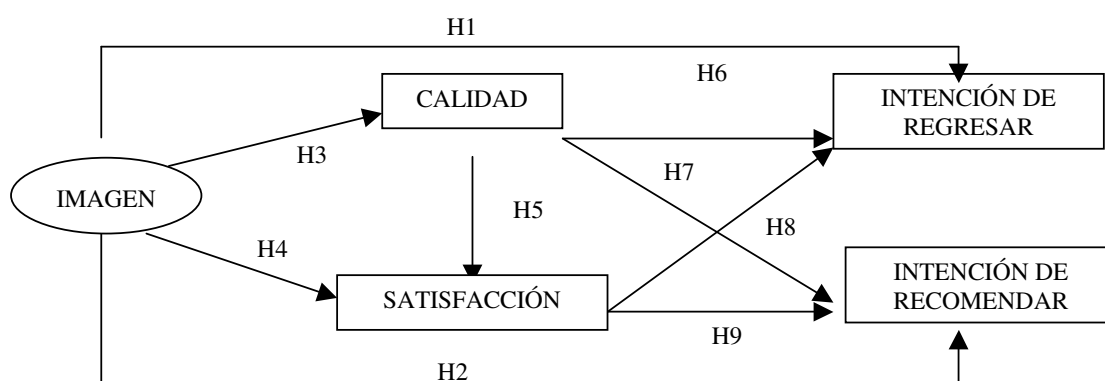 H1
H6
CALIDAD
INTENCIÓN DE
REGRESAR
H3
H7
IMAGEN
H5
H8
H4
INTENCIÓN DE
RECOMENDAR
SATISFACCIÓN
H9
H2